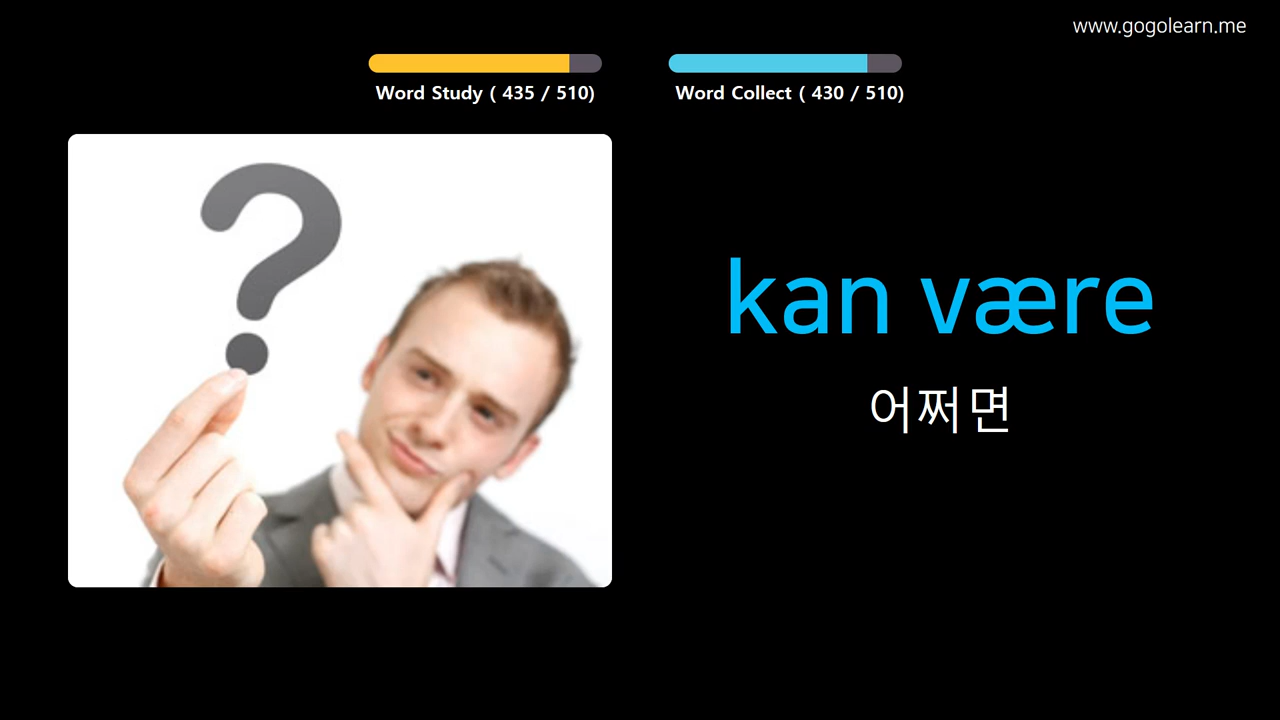 www.gogolearn.me
Word Study ( 435 / 510)
Word Collect ( 430 / 510)
?
kan være
어쩌면